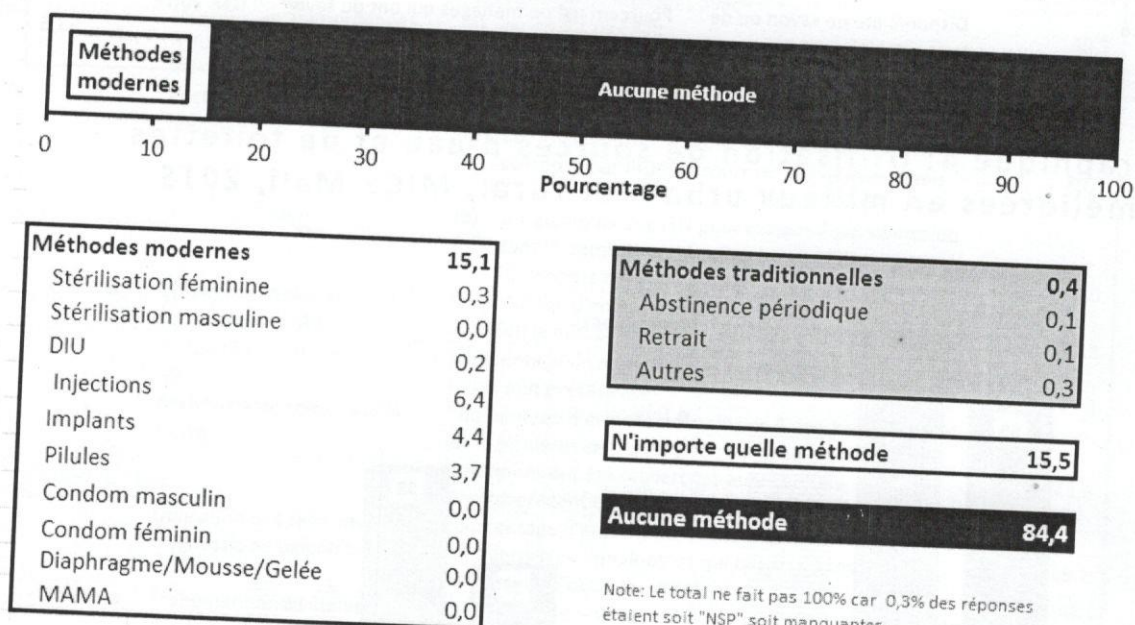 Méthodes
modernes
Aucune méthode
0 10 20 30 40 50 60 70 80 90 100
Pourcentage
Méthodes modernes 15,1
Stérilisation féminine 0,3
Stérilisation masculine 0,0
DIU 0,2
Injections 6,4
Implants 4,4
Pilules 3,7
Condom masculin 0,0
Condom féminin 0,0
Diaphragme/Mousse/Gelée 0,0
MAMA 0,0
Méthodes traditionnelles 0,4
Abstinence périodique 0,1
Retrait 0,1
Autres 0,3
N'importe quelle méthode 15,5
Aucune méthode 84,4
Note: Le total ne fait pas 100% car 0,3% des réponses
étaient soit "NSP" soit manquantes